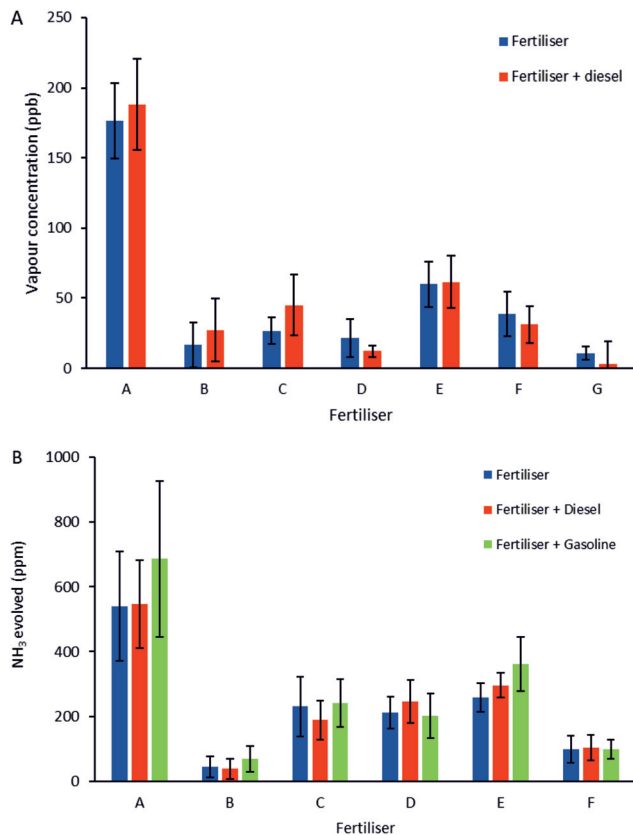 A
250
200
150
100
50
0
Vapour concentration (ppb)
Fertiliser
Fertiliser + diesel
A B C D E F G
Fertiliser
B
1000
800
600
400
200
0
NH₃ evolved (ppm)
Fertiliser
Fertiliser + Diesel
Fertiliser + Gasoline
A B C D E F
Fertiliser